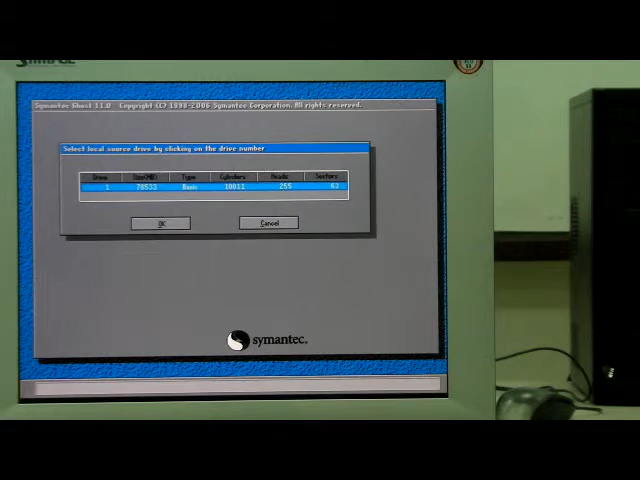 Symantec Ghost 11.0 Copyright (C) 1998-2006 Symantec Corporation. All rights reserved.
Select local source drive by clicking on the drive number
Drive Size(MB) Type Cylinders Heads Sectors
1 78533 Basic 10011 255 63
OK Cancel
symantec.